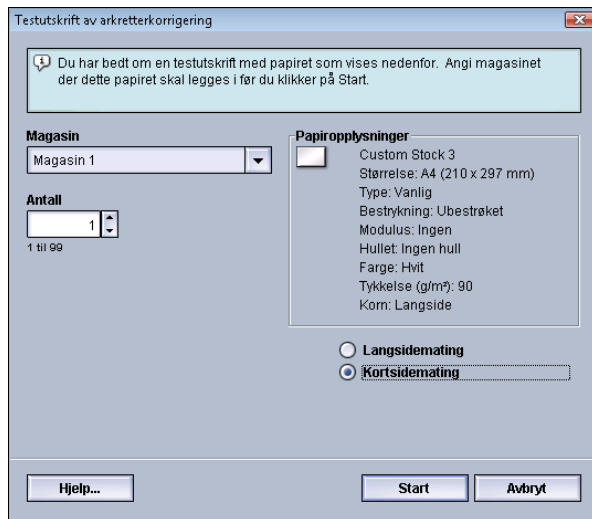 Testutskrift av arkretterkorrigering
Du har bedt om en testutskrift med papiret som vises nedenfor. Angi magasinet
der dette papiret skal legges i før du klikker på Start.
Magasin
Magasin 1
Antall
1
1 til 99
Papiropplysninger
Custom Stock 3
Størrelse: A4 (210 x 297 mm)
Type: Vanlig
Bestrykning: Ubestrøket
Modulus: Ingen
Hullet: Ingen hull
Farge: Hvit
Tykkelse (g/m²): 90
Korn: Langside
Langsidemating
Kortsidemating
Hjelp...
Start
Avbryt